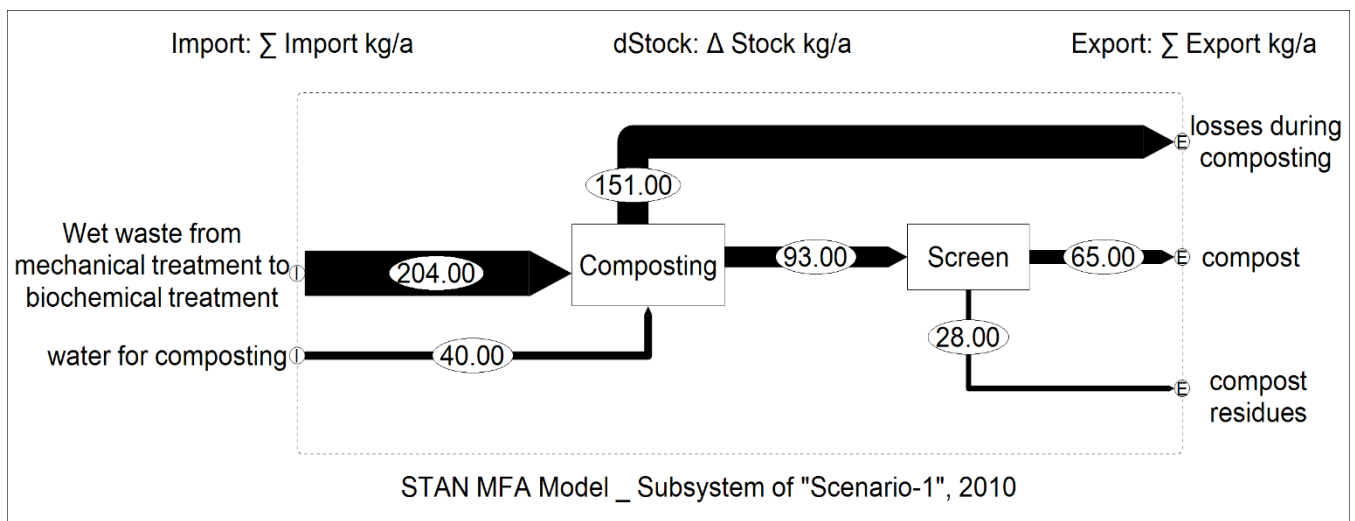 Import: ∑ Import kg/a
dStock: Δ Stock kg/a
Export: ∑ Export kg/a
losses during
composting
E
151.00
Wet waste from
mechanical treatment to
biochemical treatment
I
204.00
Composting
93.00
Screen
65.00
E
compost
water for composting
I
40.00
28.00
E
compost
residues
STAN MFA Model _ Subsystem of "Scenario-1", 2010